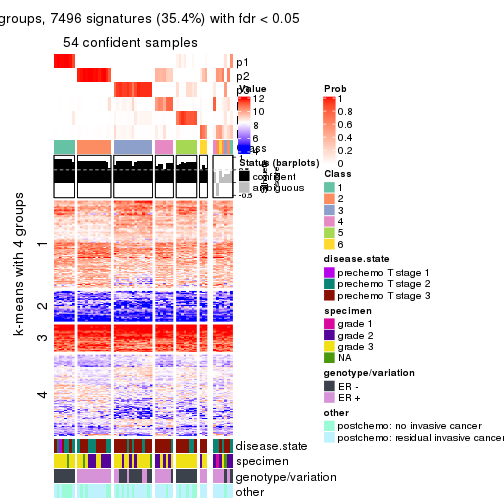 groups, 7496 signatures (35.4%) with fdr < 0.05
54 confident samples
p1
p2
Value
12
10
8
6
Prob
1
0.8
0.6
0.4
0.2
0
Status (barplots)
confident
ambiguous
-0.5
Class
1
2
3
4
5
6
disease.state
prechemo T stage 1
prechemo T stage 2
prechemo T stage 3
specimen
grade 1
grade 2
grade 3
NA
genotype/variation
ER -
ER +
other
postchemo: no invasive cancer
postchemo: residual invasive cancer
k-means with 4 groups
1
2
3
4
disease.state
specimen
genotype/variation
other